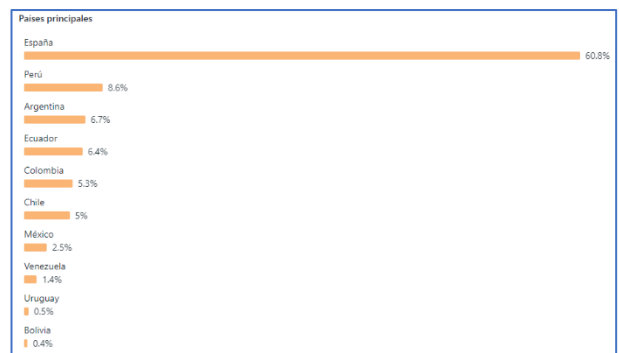 Paises principales
España
60.8%
Perú
8.6%
Argentina
6.7%
Ecuador
6.4%
Colombia
5.3%
Chile
5%
México
2.5%
Venezuela
1.4%
Uruguay
0.5%
Bolivia
0.4%